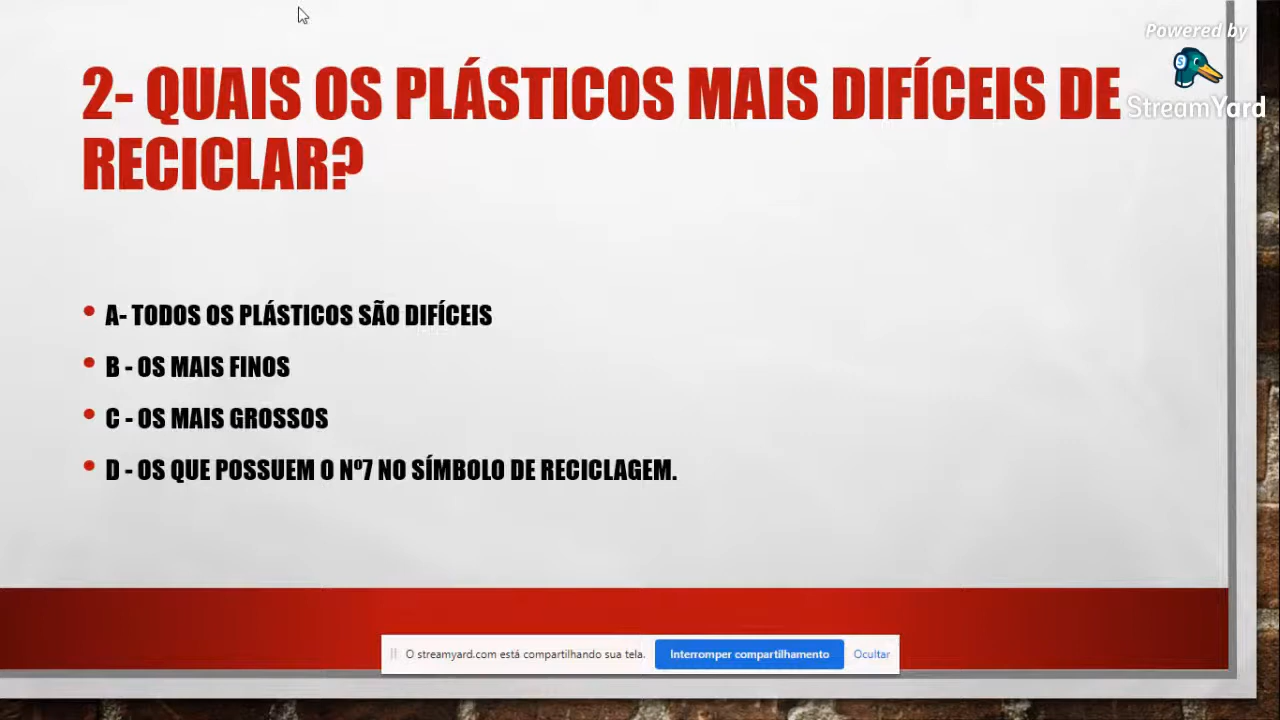 Powered by
StreamYard
2- QUAIS OS PLÁSTICOS MAIS DIFÍCEIS DE
RECICLAR?
• A- TODOS OS PLÁSTICOS SÃO DIFÍCEIS
• B - OS MAIS FINOS
• C - OS MAIS GROSSOS
• D - OS QUE POSSUEM O Nº7 NO SÍMBOLO DE RECICLAGEM.
O streamyard.com está compartilhando sua tela. Interromper compartilhamento Ocultar